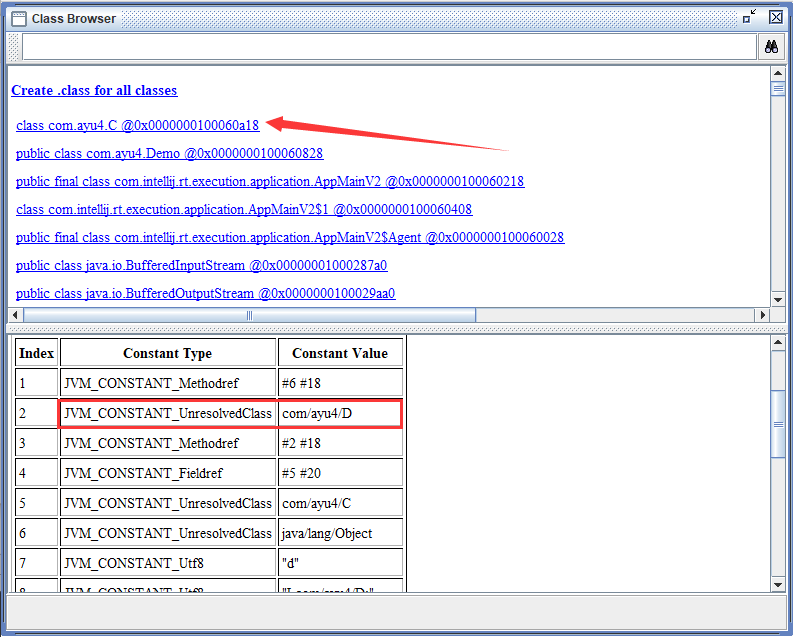 Class Browser
Create .class for all classes
class com.ayu4.C @0x0000000100060a18
public class com.ayu4.Demo @0x0000000100060828
public final class com.intellij.rt.execution.application.AppMainV2 @0x0000000100060218
class com.intellij.rt.execution.application.AppMainV2$1 @0x0000000100060408
public final class com.intellij.rt.execution.application.AppMainV2$Agent @0x0000000100060028
public class java.io.BufferedInputStream @0x00000001000287a0
public class java.io.BufferedOutputStream @0x0000000100029aa0
Index Constant Type Constant Value
1 JVM_CONSTANT_Methodref #6 #18
2 JVM_CONSTANT_UnresolvedClass com/ayu4/D
3 JVM_CONSTANT_Methodref #2 #18
4 JVM_CONSTANT_Fieldref #5 #20
5 JVM_CONSTANT_UnresolvedClass com/ayu4/C
6 JVM_CONSTANT_UnresolvedClass java/lang/Object
7 JVM_CONSTANT_Utf8 "d"
8 JVM_CONSTANT_Utf8 "Lcom/ayu4/D;"